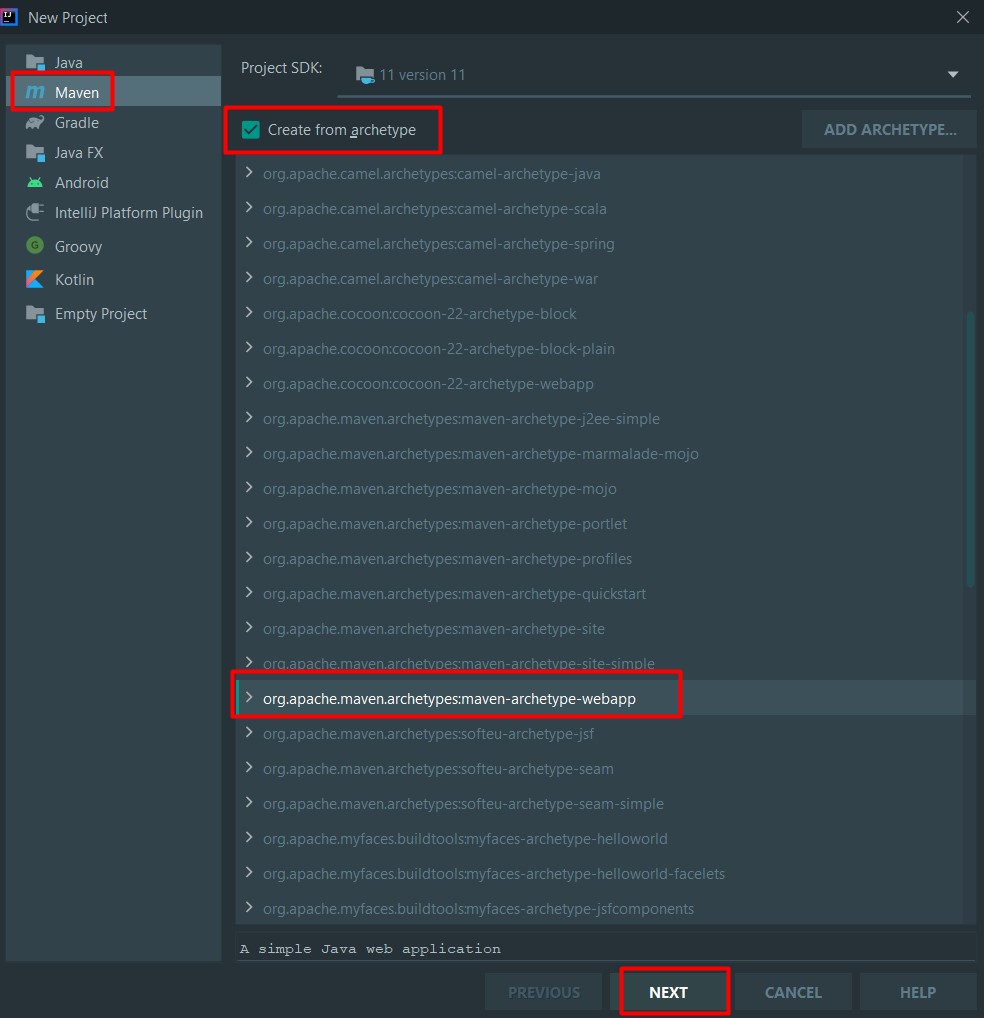 New Project
Java
Maven
Gradle
Java FX
Android
IntelliJ Platform Plugin
Groovy
Kotlin
Empty Project
Project SDK: 11 version 11
Create from archetype
ADD ARCHETYPE...
org.apache.camel.archetypes:camel-archetype-java
org.apache.camel.archetypes:camel-archetype-scala
org.apache.camel.archetypes:camel-archetype-spring
org.apache.camel.archetypes:camel-archetype-war
org.apache.cocoon:cocoon-22-archetype-block
org.apache.cocoon:cocoon-22-archetype-block-plain
org.apache.cocoon:cocoon-22-archetype-webapp
org.apache.maven.archetypes:maven-archetype-j2ee-simple
org.apache.maven.archetypes:maven-archetype-marmalade-mojo
org.apache.maven.archetypes:maven-archetype-mojo
org.apache.maven.archetypes:maven-archetype-portlet
org.apache.maven.archetypes:maven-archetype-profiles
org.apache.maven.archetypes:maven-archetype-quickstart
org.apache.maven.archetypes:maven-archetype-site
org.apache.maven.archetypes:maven-archetype-site-simple
org.apache.maven.archetypes:maven-archetype-webapp
org.apache.maven.archetypes:softeu-archetype-jsf
org.apache.maven.archetypes:softeu-archetype-seam
org.apache.maven.archetypes:softeu-archetype-seam-simple
org.apache.myfaces.buildtools:myfaces-archetype-helloworld
org.apache.myfaces.buildtools:myfaces-archetype-helloworld-facelets
org.apache.myfaces.buildtools:myfaces-archetype-jsfcomponents
A simple Java web application
PREVIOUS
NEXT
CANCEL
HELP